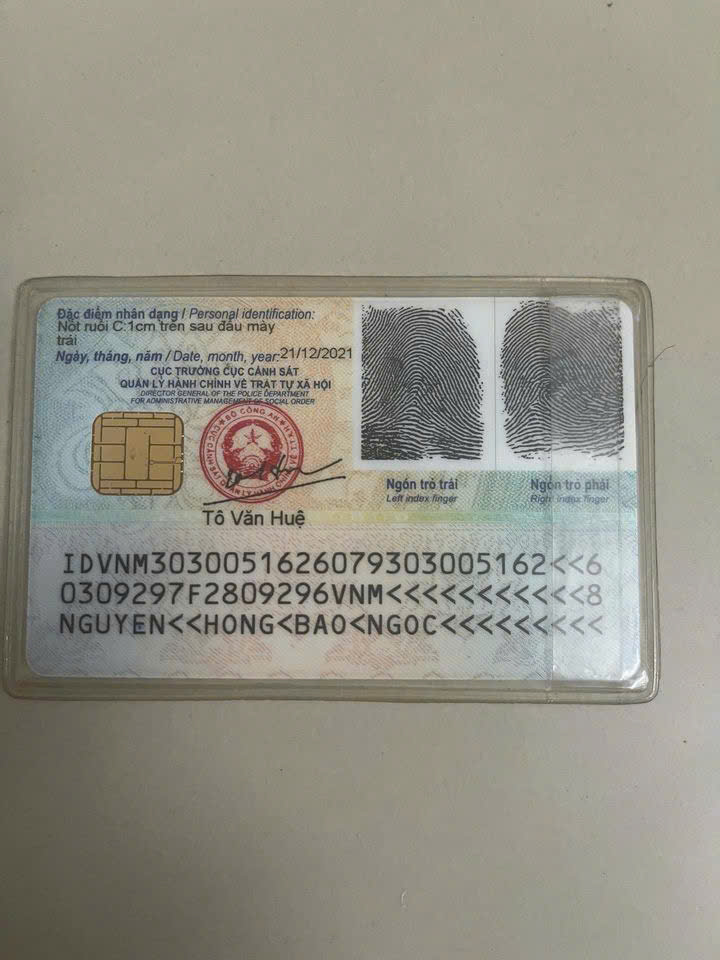 Đặc điểm nhân dạng / Personal identification:
Nốt ruồi C:1cm trên sau đầu mày
trái
Ngày, tháng, năm / Date, month, year:21/12/2021
CỤC TRƯỞNG CỤC CẢNH SÁT
QUẢN LÝ HÀNH CHÍNH VỀ TRẬT TỰ XÃ HỘI
DIRECTOR GENERAL OF THE POLICE DEPARTMENT
FOR ADMINISTRATIVE MANAGEMENT OF SOCIAL ORDER
BỘ CÔNG AN
Tô Văn Huệ
Ngón trỏ trái
Left index finger
Ngón trỏ phải
Right index finger
IDVNM3030051626079303005162<<6
0309297F2809296VNM<<<<<<<<<<<8
NGUYEN<<HONG<BAO<NGOC<<<<<<<<<